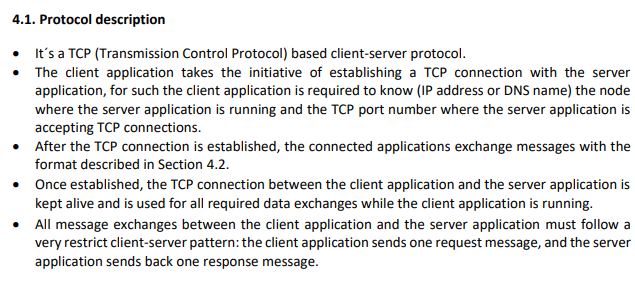 4.1. Protocol description
• It´s a TCP (Transmission Control Protocol) based client-server protocol.
• The client application takes the initiative of establishing a TCP connection with the server
application, for such the client application is required to know (IP address or DNS name) the node
where the server application is running and the TCP port number where the server application is
accepting TCP connections.
• After the TCP connection is established, the connected applications exchange messages with the
format described in Section 4.2.
• Once established, the TCP connection between the client application and the server application is
kept alive and is used for all required data exchanges while the client application is running.
• All message exchanges between the client application and the server application must follow a
very restrict client-server pattern: the client application sends one request message, and the server
application sends back one response message.